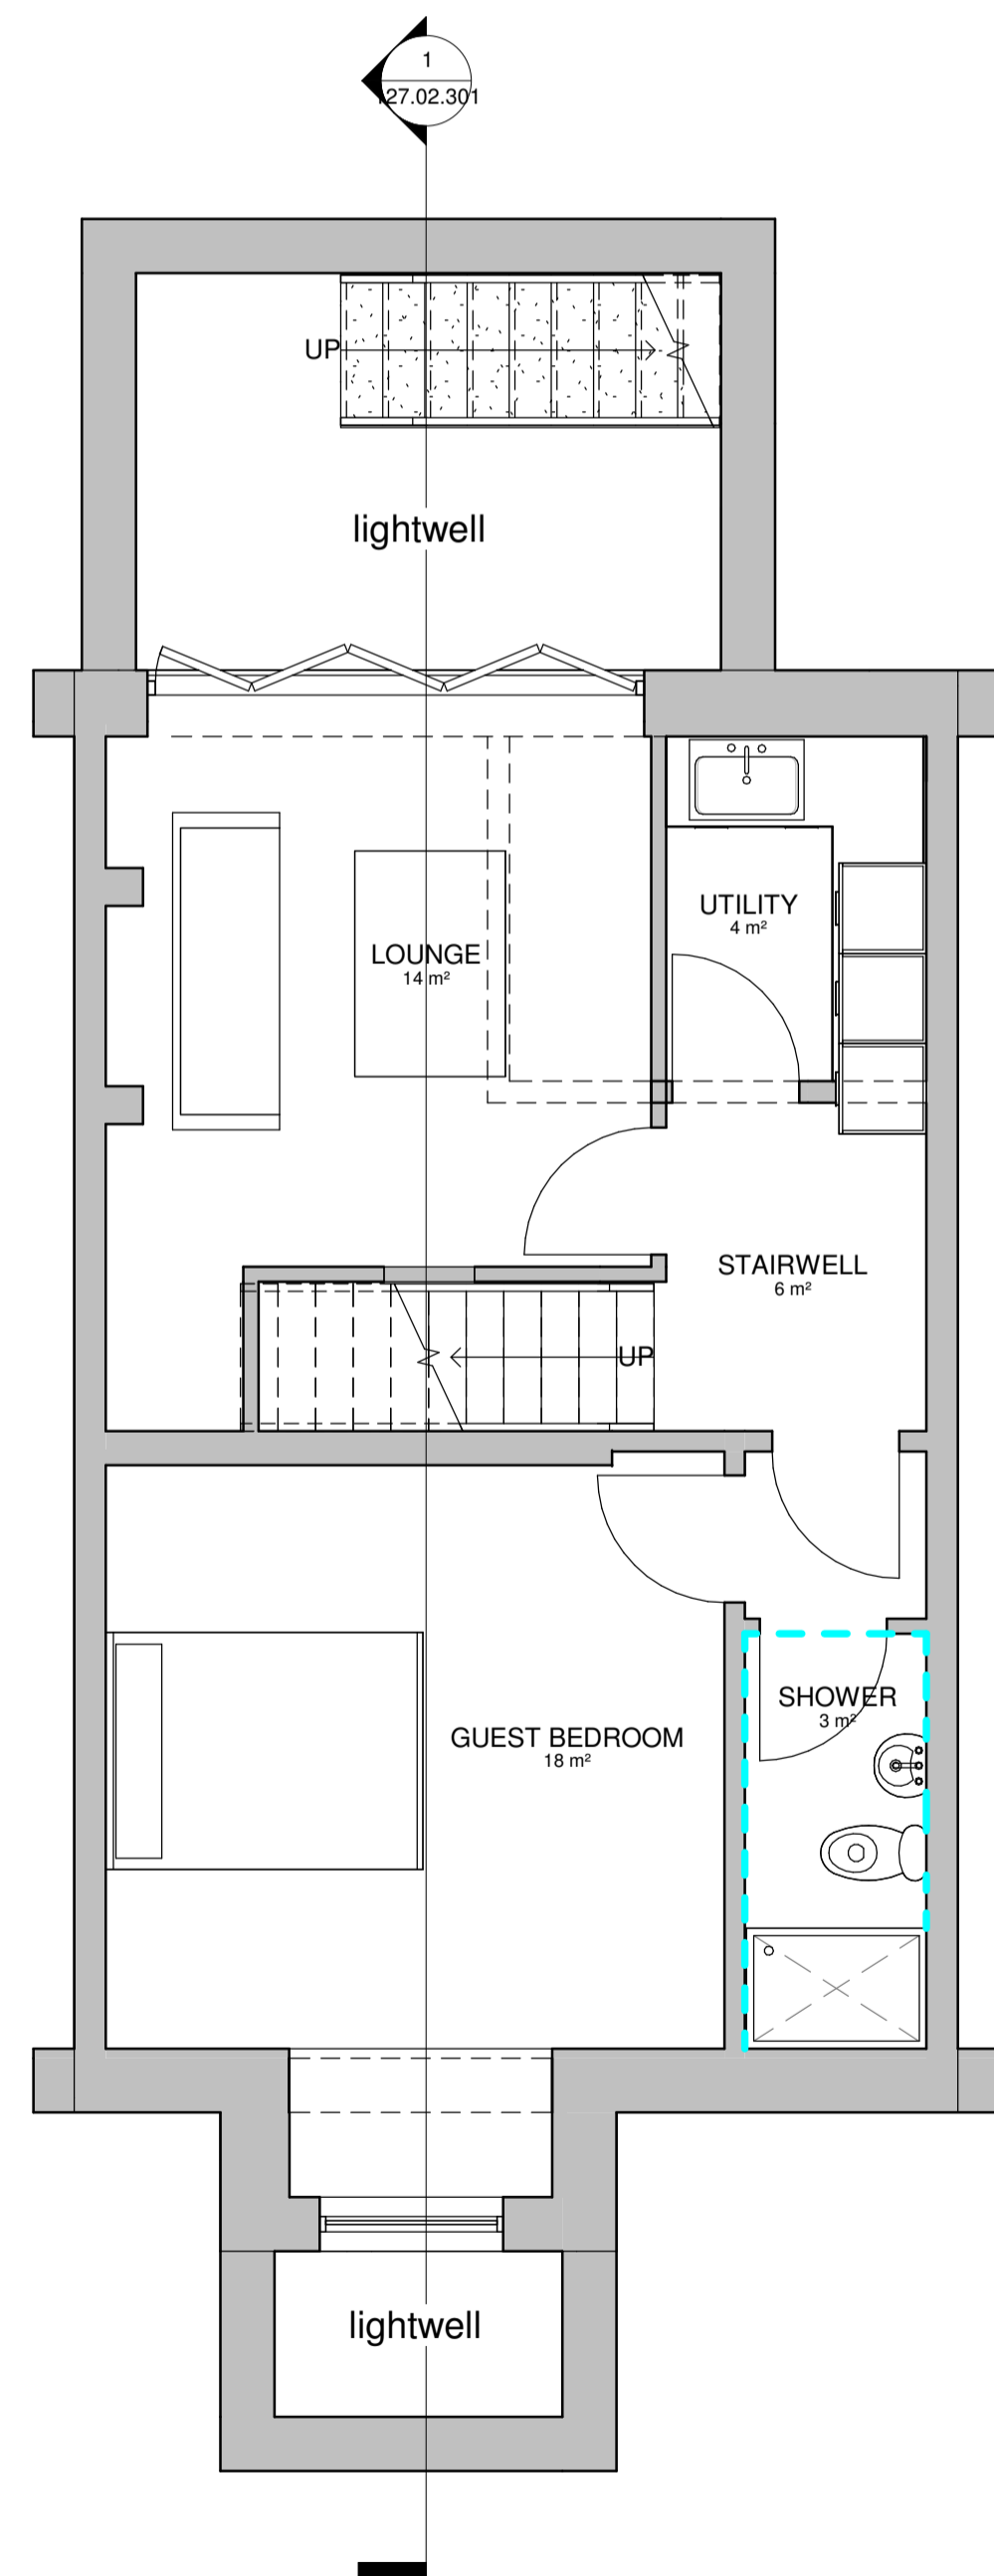 1
127.02.301
UP
lightwell
UTILITY
4 m²
LOUNGE
14 m²
STAIRWELL
6 m²
UP
SHOWER
3 m²
GUEST BEDROOM
18 m²
lightwell